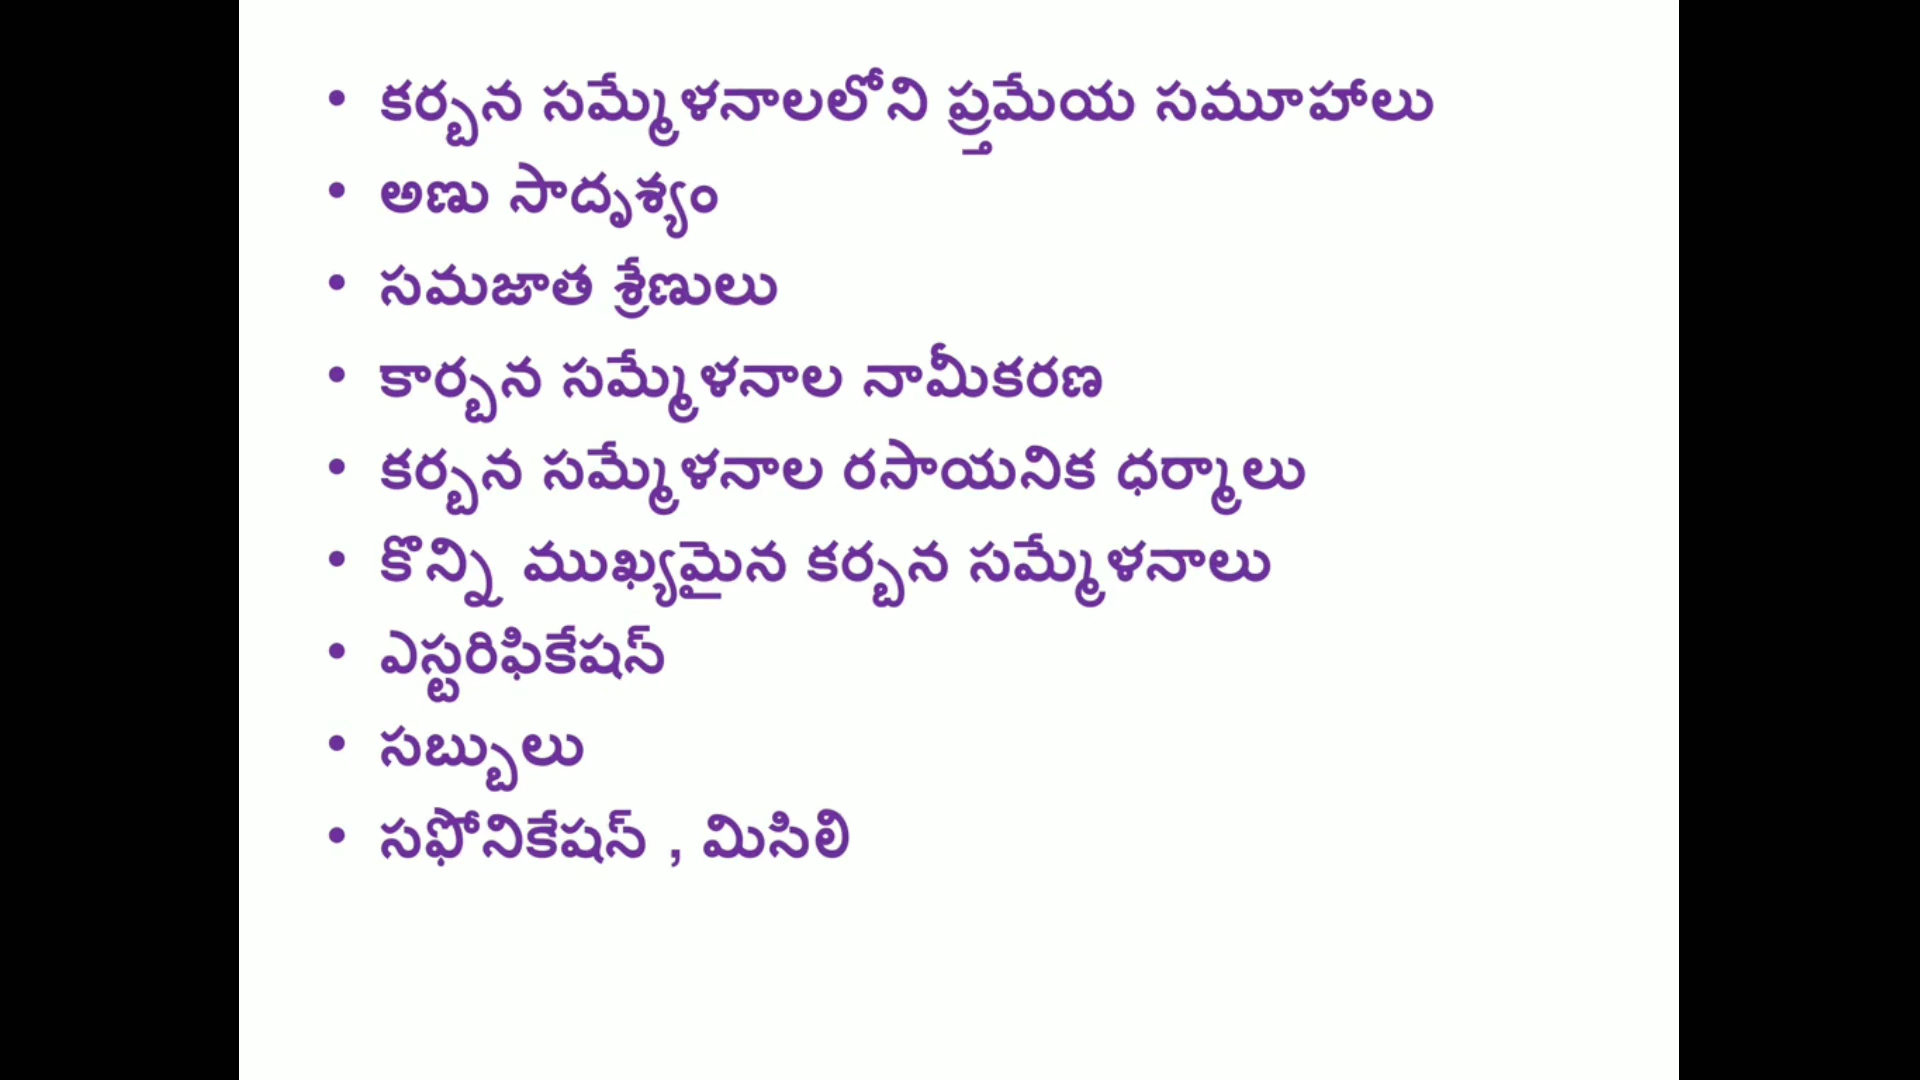 • కర్బన సమ్మేళనాలలోని ప్ర్తమేయ సమూహాలు
• అణు సాదృశ్యం
• సమజాత శ్రేణులు
• కార్బన సమ్మేళనాల నామీకరణ
• కర్బన సమ్మేళనాల రసాయనిక ధర్మాలు
• కొన్ని ముఖ్యమైన కర్బన సమ్మేళనాలు
• ఎస్టరిఫికేషన్
• సబ్బులు
• సఫోనికేషన్ , మిసిలి